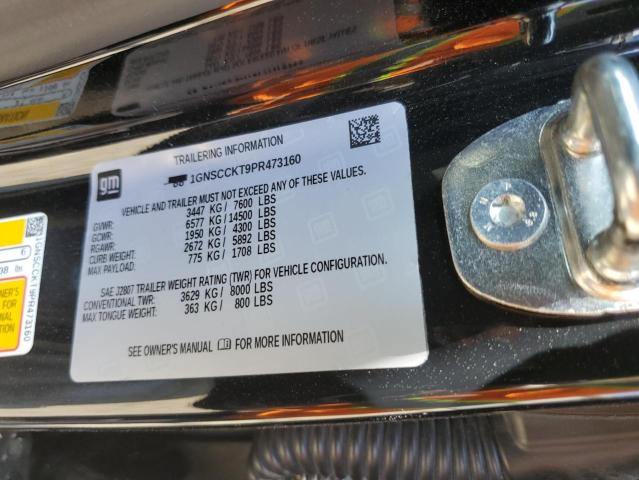 TRAILERING INFORMATION
gm
1GNSCCKT9PR473160
VEHICLE AND TRAILER MUST NOT EXCEED ANY OF THESE VALUES.
GVWR: 3447 KG / 7600 LBS
GCWR: 6577 KG / 14500 LBS
RGAWR: 1950 KG / 4300 LBS
CURB WEIGHT: 2672 KG / 5892 LBS
MAX PAYLOAD: 775 KG / 1708 LBS
SAE J2807 TRAILER WEIGHT RATING (TWR) FOR VEHICLE CONFIGURATION.
CONVENTIONAL TWR: 3629 KG / 8000 LBS
MAX TONGUE WEIGHT: 363 KG / 800 LBS
SEE OWNER'S MANUAL FOR MORE INFORMATION
6
OWNER'S
1GNSCCKT9PR473160